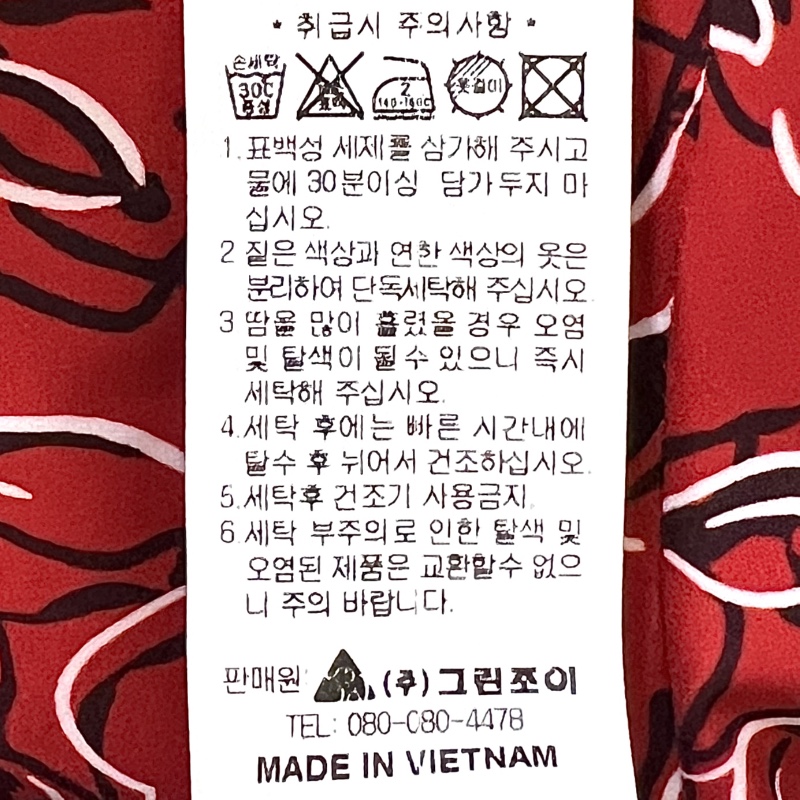 * 취급시 주의사항 *
손세탁
30C
중성
염소
표백
2
140-160C
옷걸이
1. 표백성 세제를 삼가해 주시고
물에 30분이상 담가두지 마
십시오.
2 짙은 색상과 연한 색상의 옷은
분리하여 단독세탁해 주십시오
3 땀을 많이 흘렸을 경우 오염
및 탈색이 될 수 있으니 즉시
세탁해 주십시오.
4. 세탁 후에는 빠른 시간내에
탈수 후 뉘어서 건조하십시오.
5. 세탁후 건조기 사용금지.
6. 세탁 부주의로 인한 탈색 및
오염된 제품은 교환할수 없으
니 주의 바랍니다.
판매원: (주)그린조이
TEL: 080-080-4478
MADE IN VIETNAM